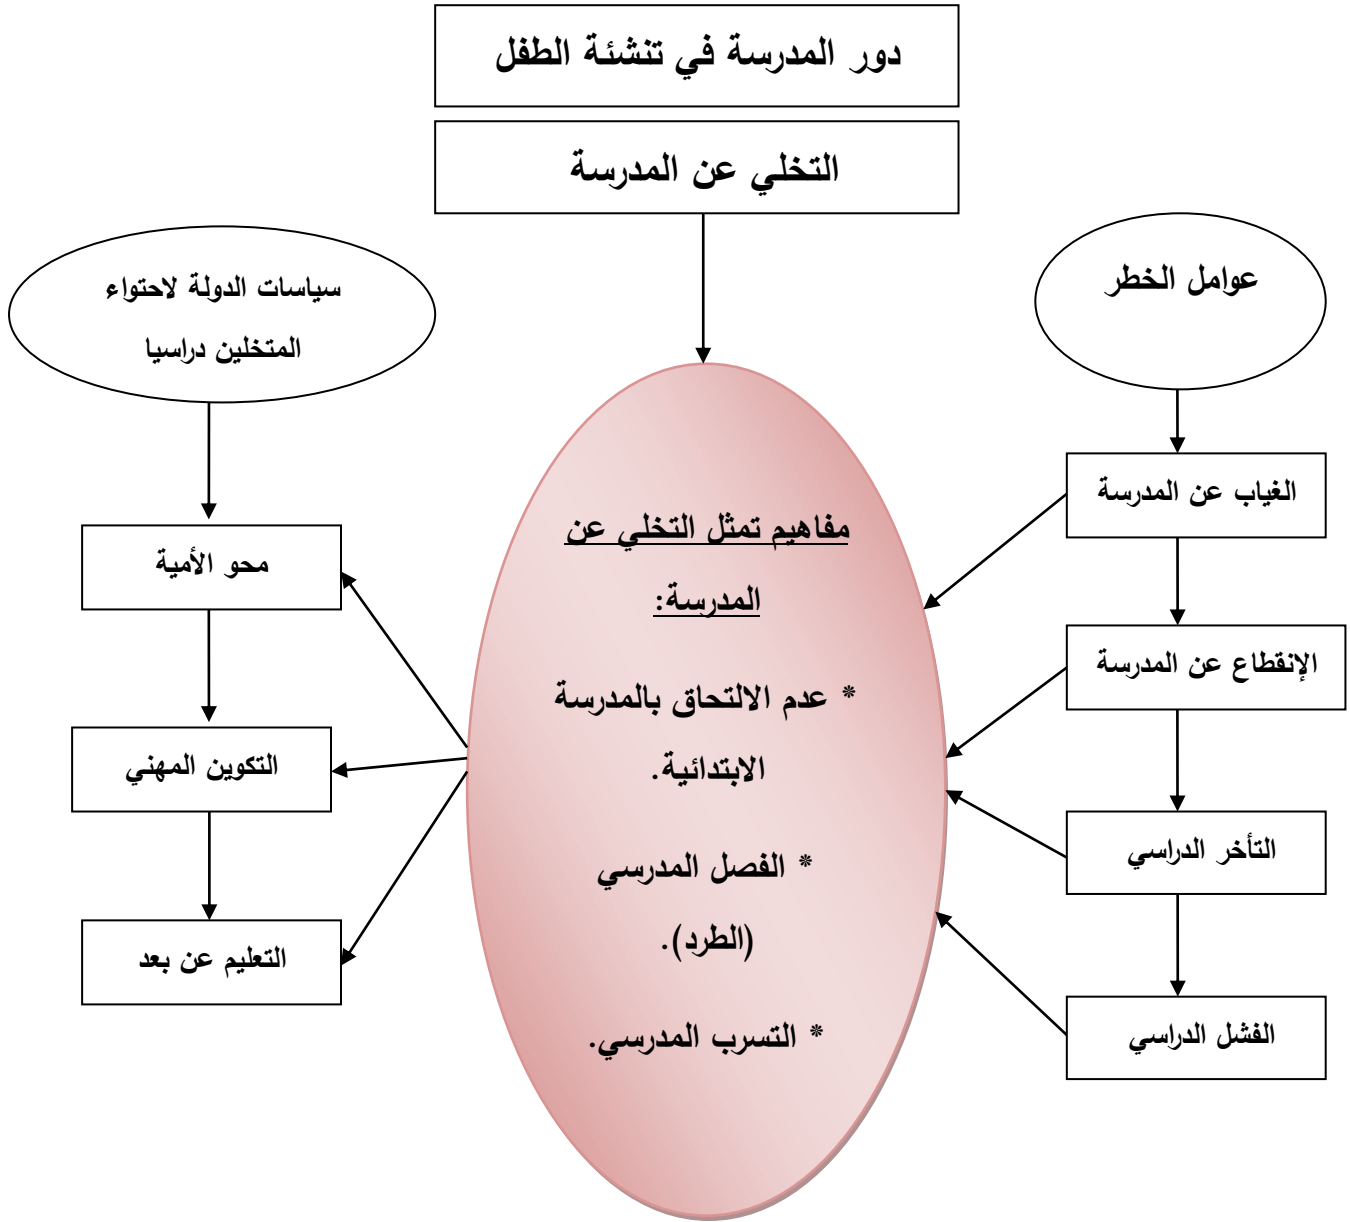 دور المدرسة في تنشئة الطفل
التخلي عن المدرسة
عوامل الخطر
الغياب عن المدرسة
الإنقطاع عن المدرسة
التأخر الدراسي
الفشل الدراسي
مفاهيم تمثل التخلي عن
المدرسة:
* عدم الالتحاق بالمدرسة
الابتدائية.
* الفصل المدرسي
(الطرد).
* التسرب المدرسي.
سياسات الدولة لاحتواء
المتخلين دراسيا
محو الأمية
التكوين المهني
التعليم عن بعد